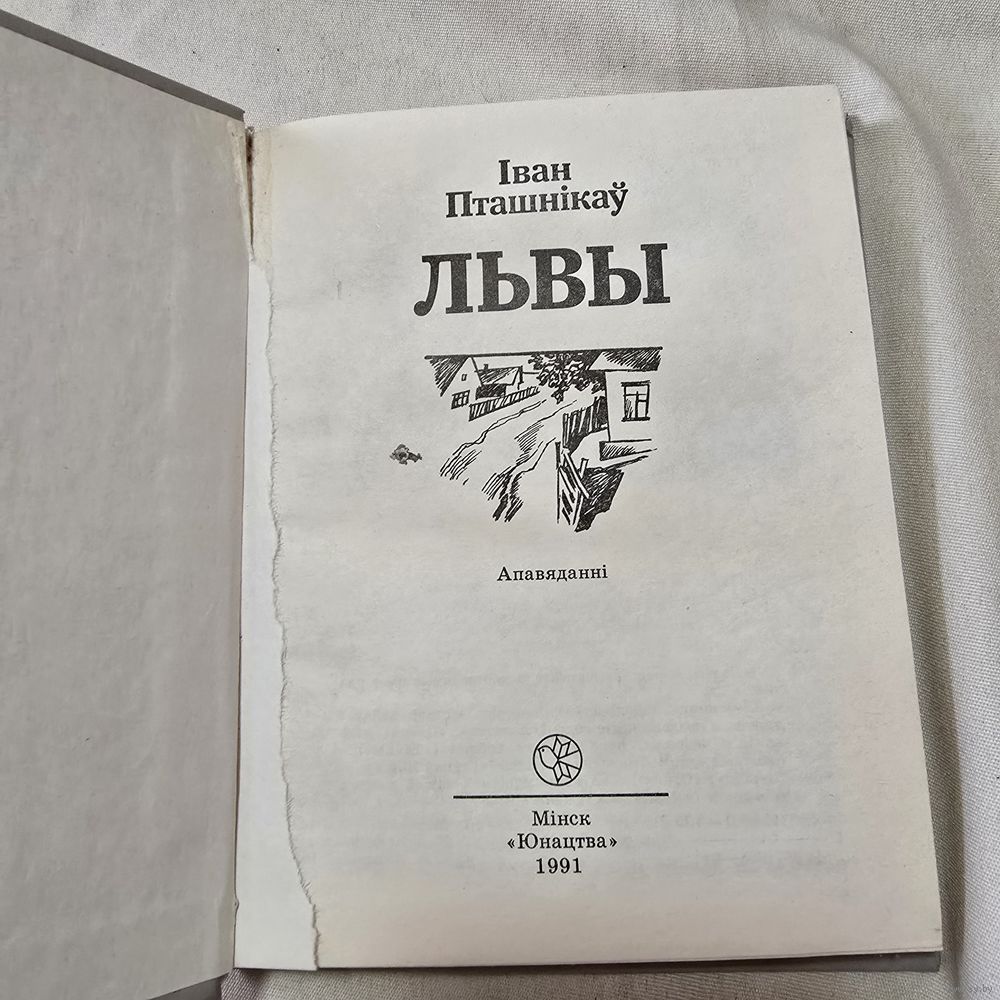 Іван
Пташнікаў
ЛЬВЫ
Апавяданні
Мінск
«Юнацтва»
1991